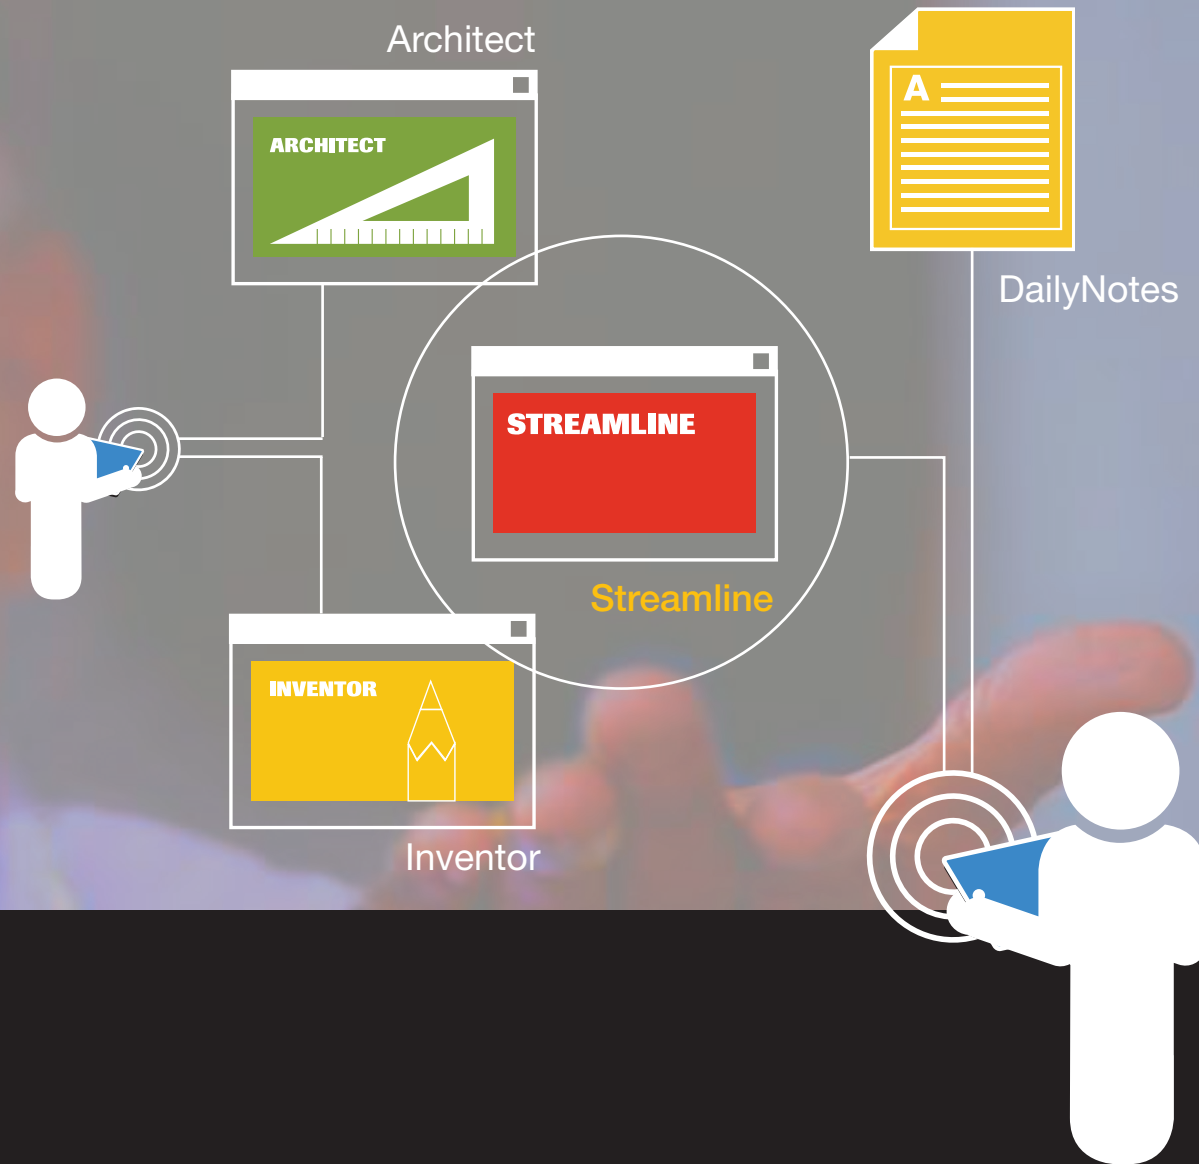 Architect
ARCHITECT
A
DailyNotes
STREAMLINE
Streamline
INVENTOR
Inventor